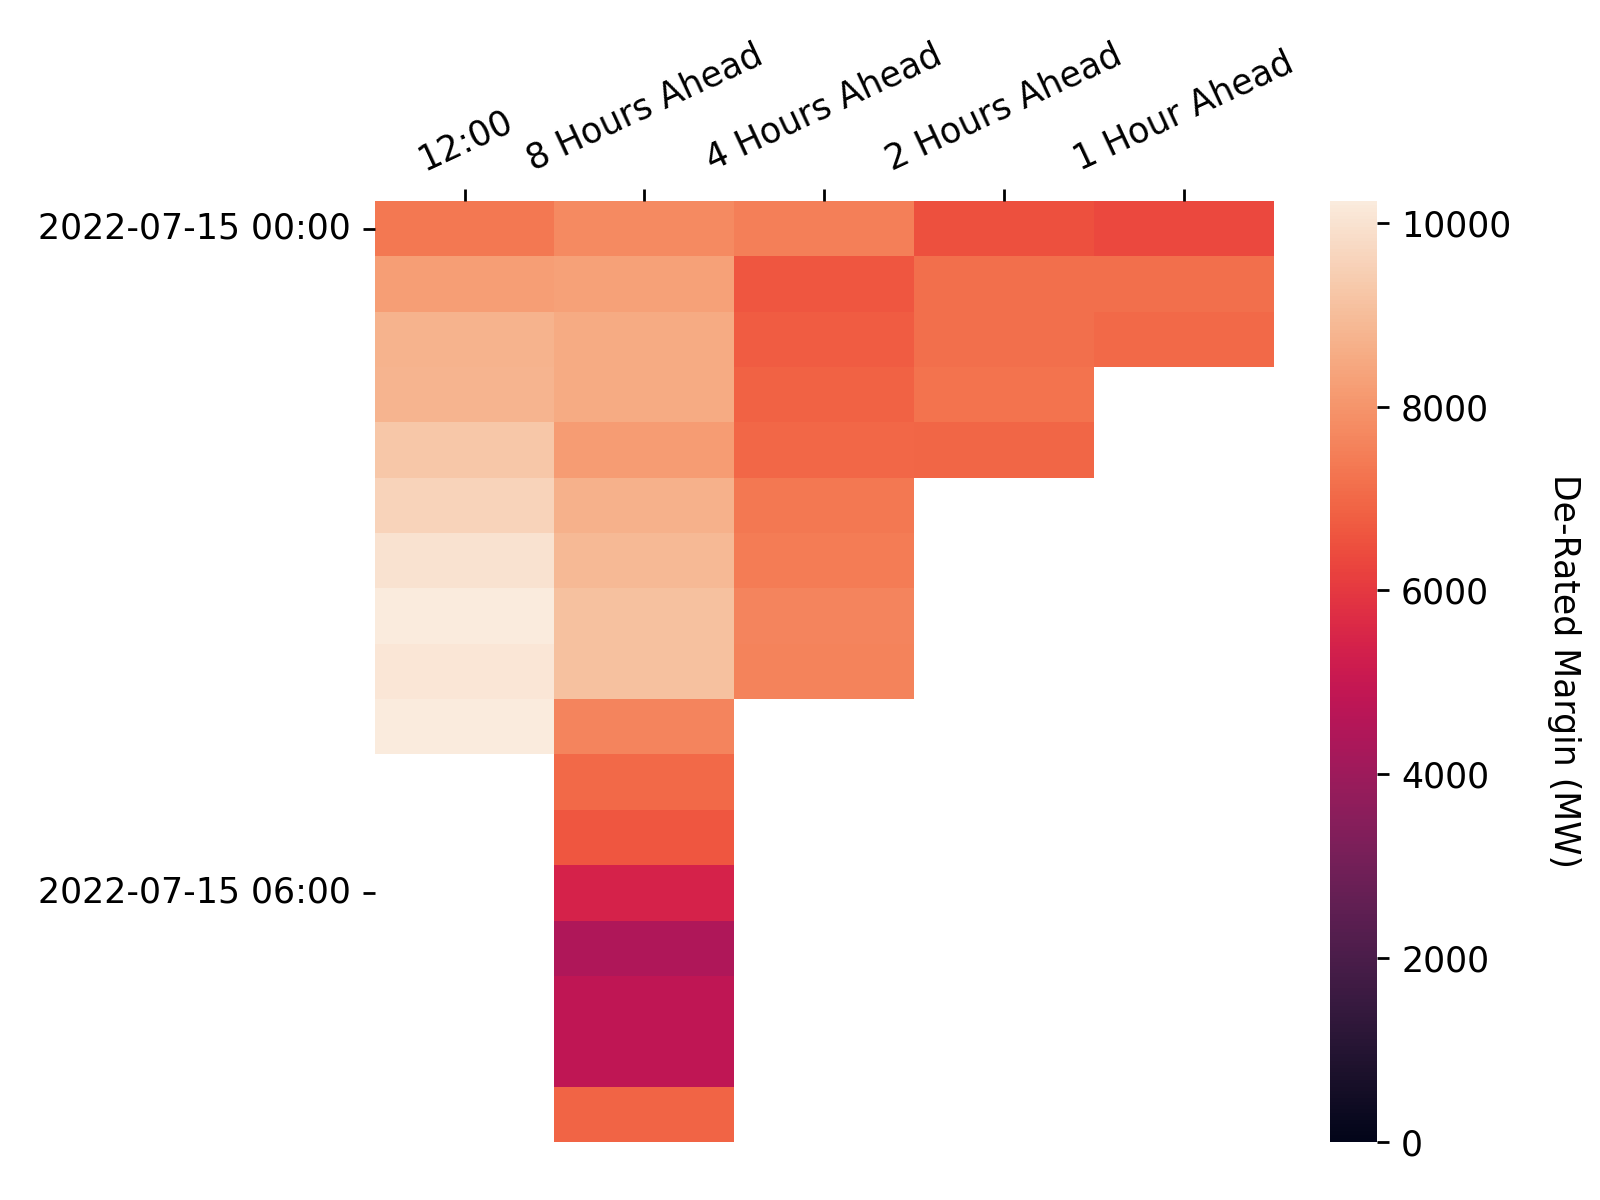 12:00
8 Hours Ahead
4 Hours Ahead
2 Hours Ahead
1 Hour Ahead
2022-07-15 00:00
2022-07-15 06:00
10000
8000
6000
4000
2000
0
De-Rated Margin (MW)